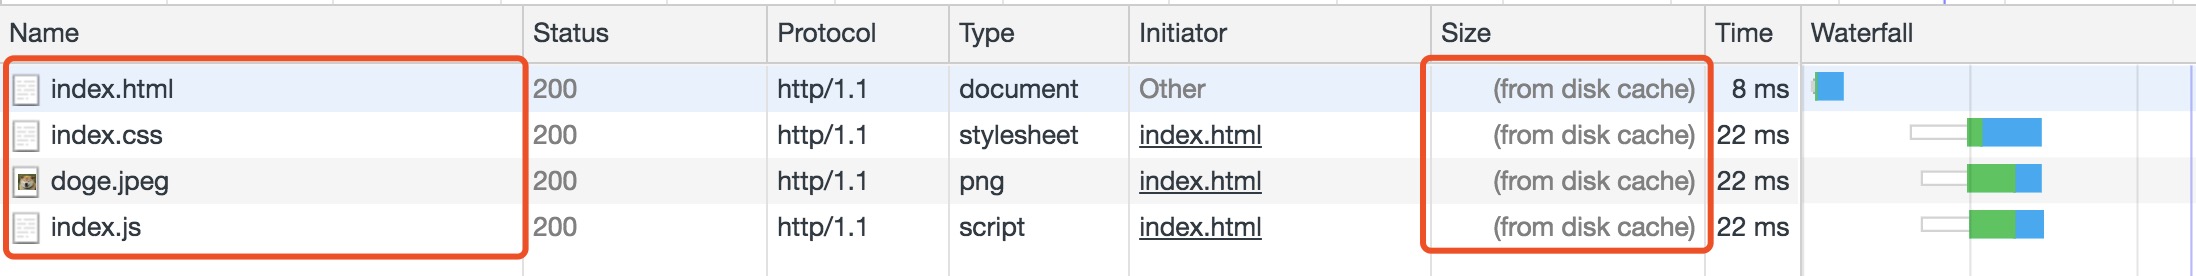 Name Status Protocol Type Initiator Size Time Waterfall
index.html 200 http/1.1 document Other (from disk cache) 8 ms
index.css 200 http/1.1 stylesheet index.html (from disk cache) 22 ms
doge.jpeg 200 http/1.1 png index.html (from disk cache) 22 ms
index.js 200 http/1.1 script index.html (from disk cache) 22 ms